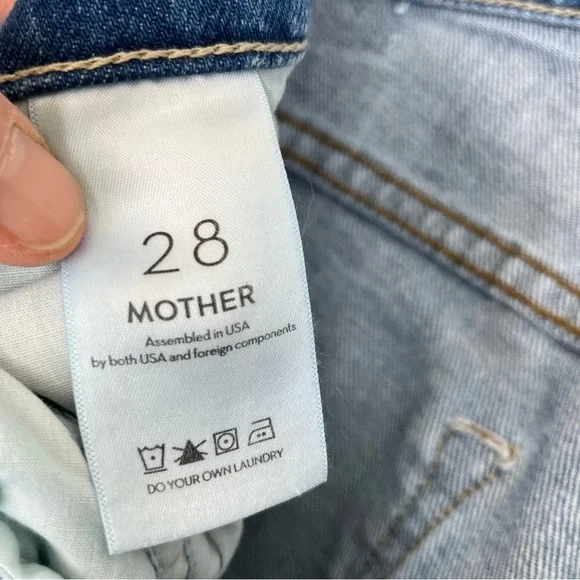 28
MOTHER
Assembled in USA
by both USA and foreign components
DO YOUR OWN LAUNDRY